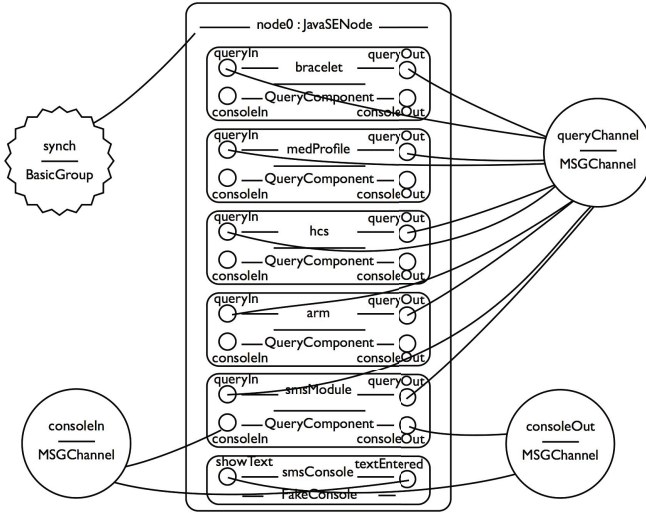 node0 : JavaSENode
queryIn queryOut
bracelet
QueryComponent
consoleIn consoleOut
queryIn queryOut
medProfile
QueryComponent
consoleIn consoleOut
queryIn queryOut
hcs
QueryComponent
consoleIn consoleOut
queryIn queryOut
arm
QueryComponent
consoleIn consoleOut
queryIn queryOut
smsModule
QueryComponent
consoleIn consoleOut
showText textEntered
smsConsole
FakeConsole
synch
BasicGroup
queryChannel
MSGChannel
consoleIn
MSGChannel
consoleOut
MSGChannel